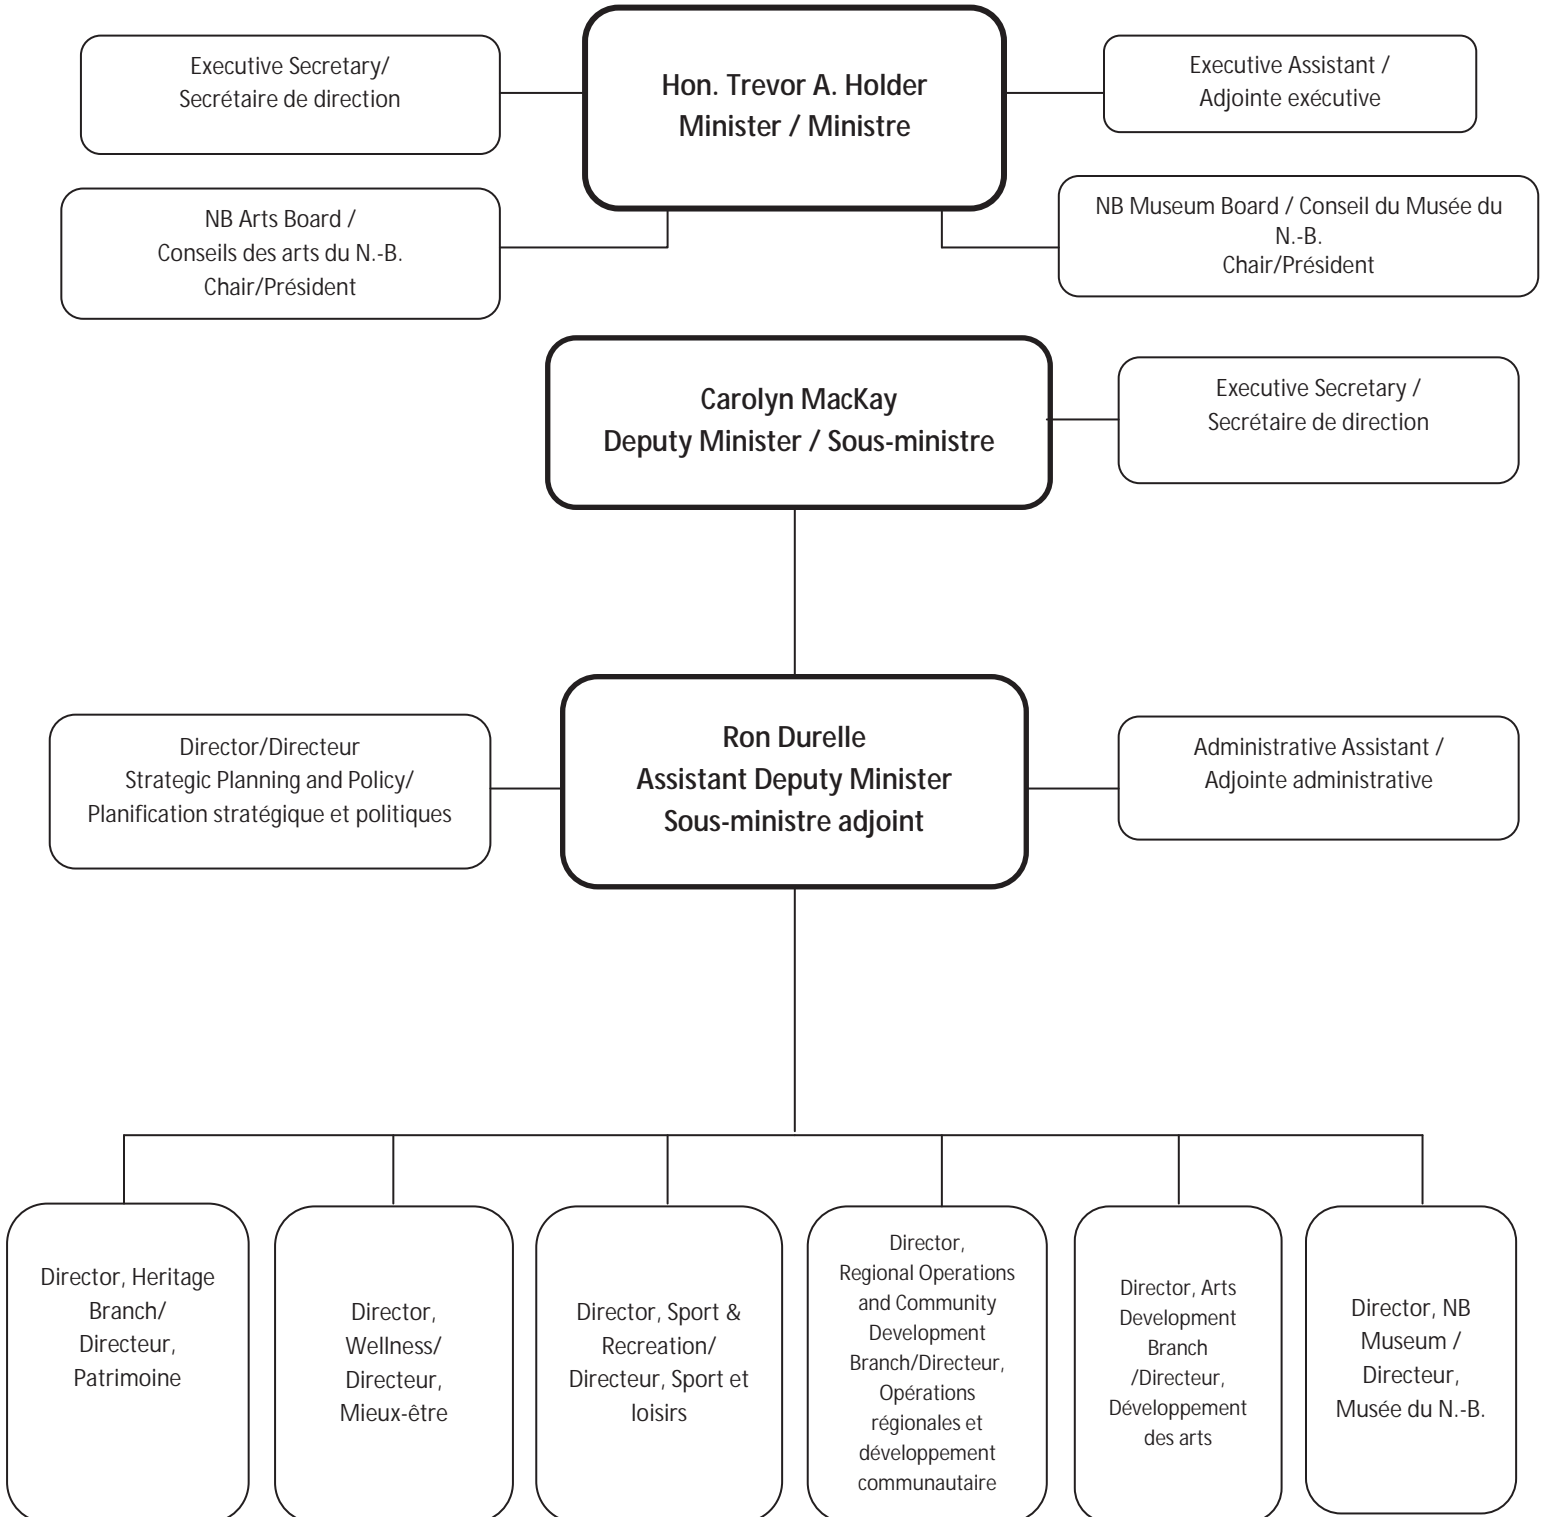 Executive Secretary/
Secrétaire de direction
Hon. Trevor A. Holder
Minister / Ministre
Executive Assistant /
Adjointe exécutive
NB Arts Board /
Conseils des arts du N.-B.
Chair/Président
NB Museum Board / Conseil du Musée du
N.-B.
Chair/Président
Carolyn MacKay
Deputy Minister / Sous-ministre
Executive Secretary /
Secrétaire de direction
Director/Directeur
Strategic Planning and Policy/
Planification stratégique et politiques
Ron Durelle
Assistant Deputy Minister
Sous-ministre adjoint
Administrative Assistant /
Adjointe administrative
Director, Heritage
Branch/
Directeur,
Patrimoine
Director,
Wellness/
Directeur,
Mieux-être
Director, Sport &
Recreation/
Directeur, Sport et
loisirs
Director,
Regional Operations
and Community
Development
Branch/Directeur,
Opérations
régionales et
développement
communautaire
Director, Arts
Development
Branch
/Directeur,
Développement
des arts
Director, NB
Museum /
Directeur,
Musée du N.-B.